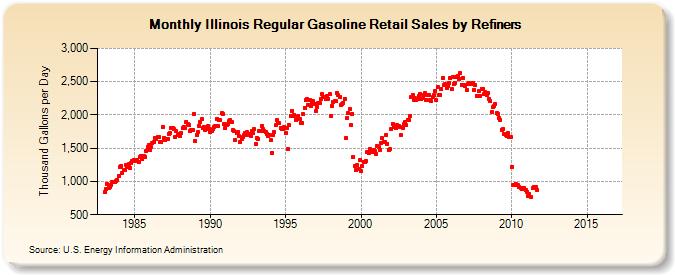 Monthly Illinois Regular Gasoline Retail Sales by Refiners
Thousand Gallons per Day
3,000
2,500
2,000
1,500
1,000
500
1985 1990 1995 2000 2005 2010 2015
Source: U.S. Energy Information Administration